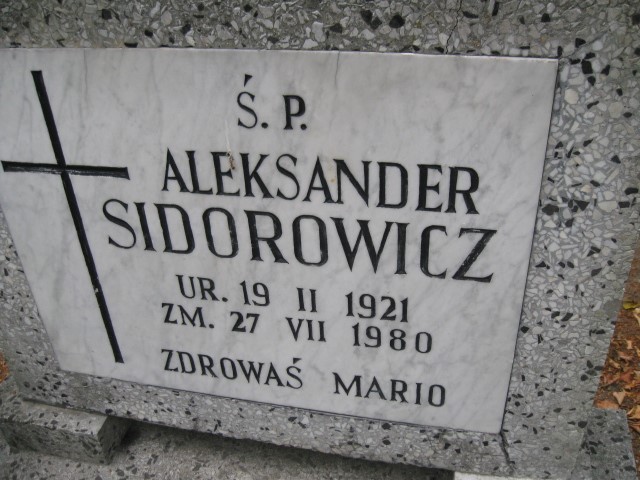 Ś. P.
ALEKSANDER
SIDOROWICZ
UR. 19 II 1921
ZM. 27 VII 1980
ZDROWAŚ MARIO